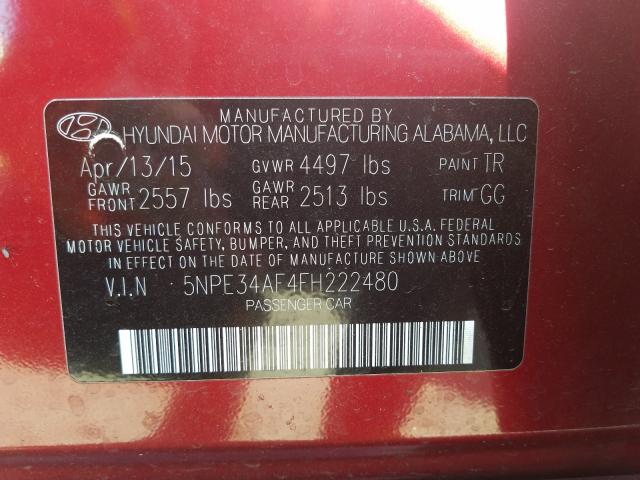 MANUFACTURED BY
HYUNDAI MOTOR MANUFACTURING ALABAMA, LLC
Apr/13/15 GVWR 4497 lbs PAINT TR
GAWR FRONT 2557 lbs GAWR REAR 2513 lbs TRIM GG
THIS VEHICLE CONFORMS TO ALL APPLICABLE U.S.A. FEDERAL
MOTOR VEHICLE SAFETY, BUMPER, AND THEFT PREVENTION STANDARDS
IN EFFECT ON THE DATE OF MANUFACTURE SHOWN ABOVE.
V.I.N 5NPE34AF4FH222480
PASSENGER CAR